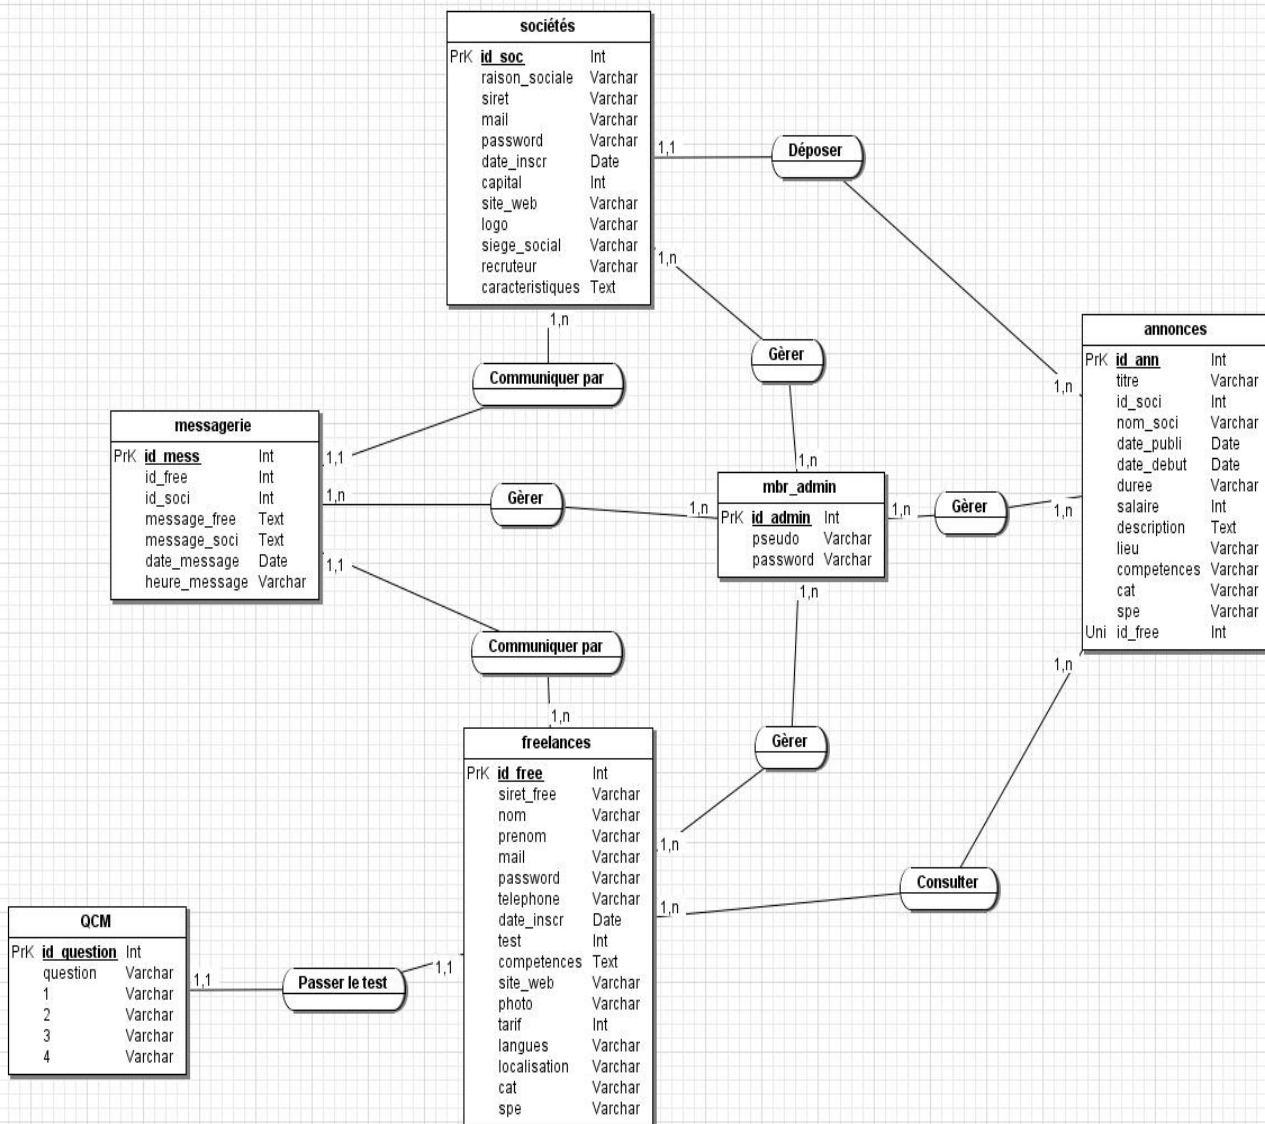 sociétés
PrK id_soc Int
raison_sociale Varchar
siret Varchar
mail Varchar
password Varchar
date_inscr Date
capital Int
site_web Varchar
logo Varchar
siege_social Varchar
recruteur Varchar
caracteristiques Text
1,1
Déposer
1,n
1,n
Gèrer
1,n
1,n
Communiquer par
1,1
annonces
PrK id_ann Int
titre Varchar
id_soci Int
nom_soci Varchar
date_publi Date
date_debut Date
duree Varchar
salaire Int
description Text
lieu Varchar
competences Varchar
cat Varchar
spe Varchar
Uni id_free Int
messagerie
PrK id_mess Int
id_free Int
id_soci Int
message_free Text
message_soci Text
date_message Date
heure_message Varchar
1,n
Gèrer
1,n
mbr_admin
PrK id_admin Int
pseudo Varchar
password Varchar
1,n
Gèrer
1,n
1,1
Communiquer par
1,n
1,n
Gèrer
1,n
1,n
Consulter
1,n
freelances
PrK id_free Int
siret_free Varchar
nom Varchar
prenom Varchar
mail Varchar
password Varchar
telephone Varchar
date_inscr Date
test Int
competences Text
site_web Varchar
photo Varchar
tarif Int
langues Varchar
localisation Varchar
cat Varchar
spe Varchar
QCM
PrK id_question Int
question Varchar
1 Varchar
2 Varchar
3 Varchar
4 Varchar
1,1
Passer le test
1,1